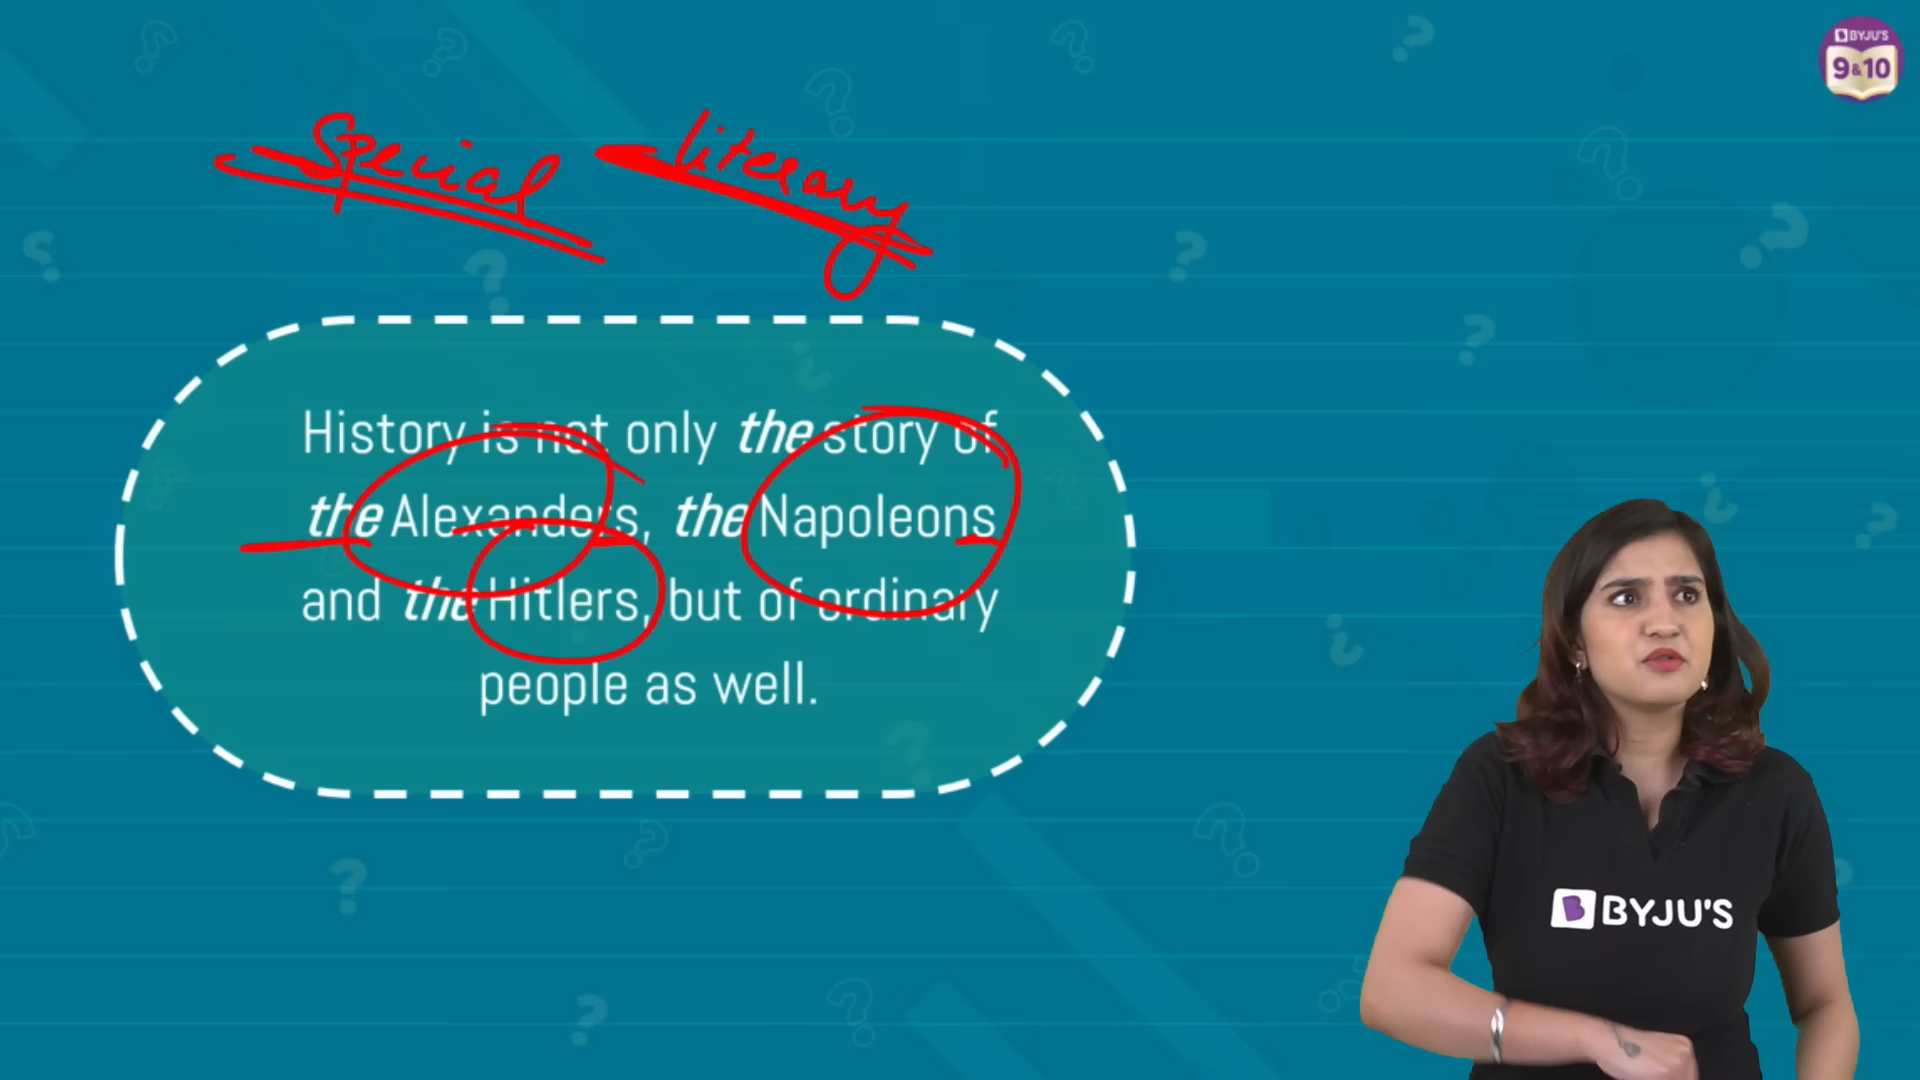 BYJU'S
9&10
Special literary
History is not only the story of
the Alexanders, the Napoleons
and the Hitlers, but of ordinary
people as well.
BYJU'S